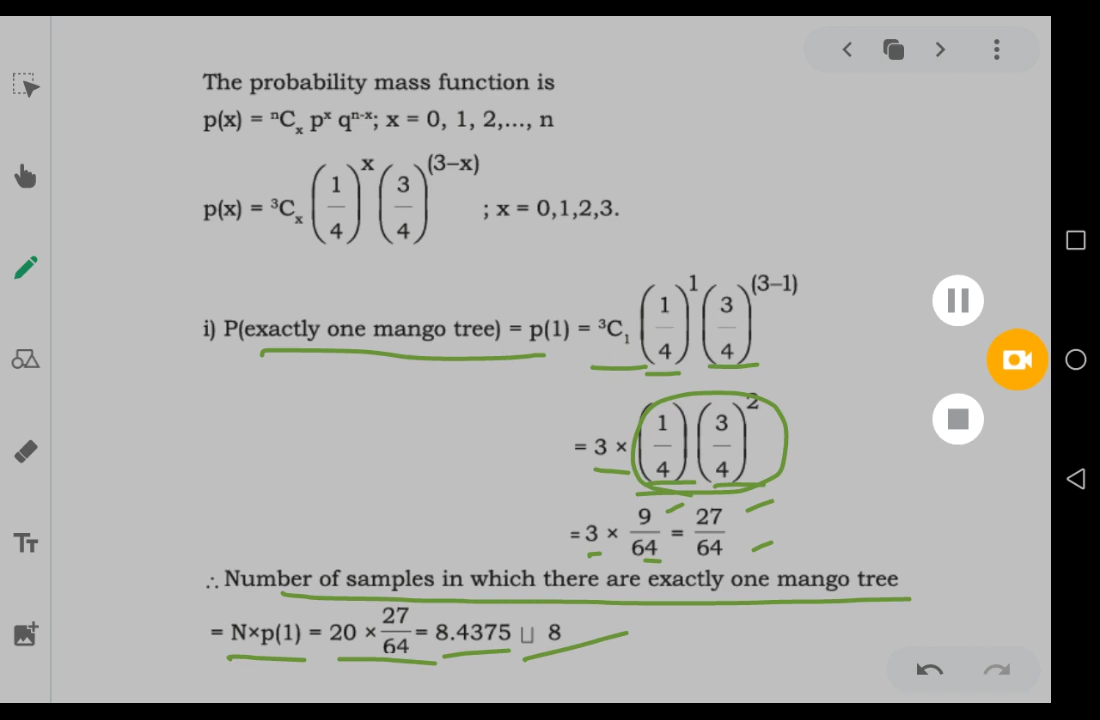 The probability mass function is
p(x) = ⁿCₓ pˣ qⁿ⁻ˣ; x = 0, 1, 2,..., n
p(x) = ³Cₓ (1/4)ˣ (3/4)⁽³⁻ˣ⁾ ; x = 0,1,2,3.
i) P(exactly one mango tree) = p(1) = ³C₁ (1/4)¹ (3/4)⁽³⁻¹⁾
= 3 × (1/4) (3/4)²
= 3 × 9/64 = 27/64
∴ Number of samples in which there are exactly one mango tree
= N×p(1) = 20 × 27/64 = 8.4375 ⊔ 8
Tт